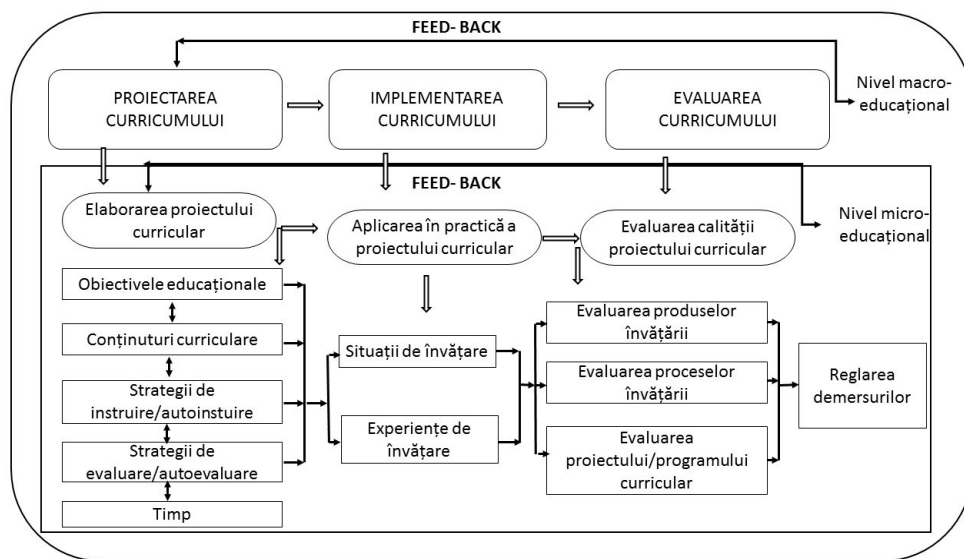 FEED- BACK
PROIECTAREA
CURRICUMULUI
IMPLEMENTAREA
CURRICUMULUI
EVALUAREA
CURRICUMULUI
Nivel macro-
educațional
FEED- BACK
Elaborarea proiectului
curricular
Aplicarea în practică a
proiectului curricular
Evaluarea calității
proiectului curricular
Nivel micro-
educațional
Obiectivele educaționale
Conținuturi curriculare
Strategii de
instruire/autoinstuire
Strategii de
evaluare/autoevaluare
Timp
Situații de învățare
Experiențe de
învățare
Evaluarea produselor
învățării
Evaluarea proceselor
învățării
Evaluarea
proiectului/programului
curricular
Reglarea
demersurilor